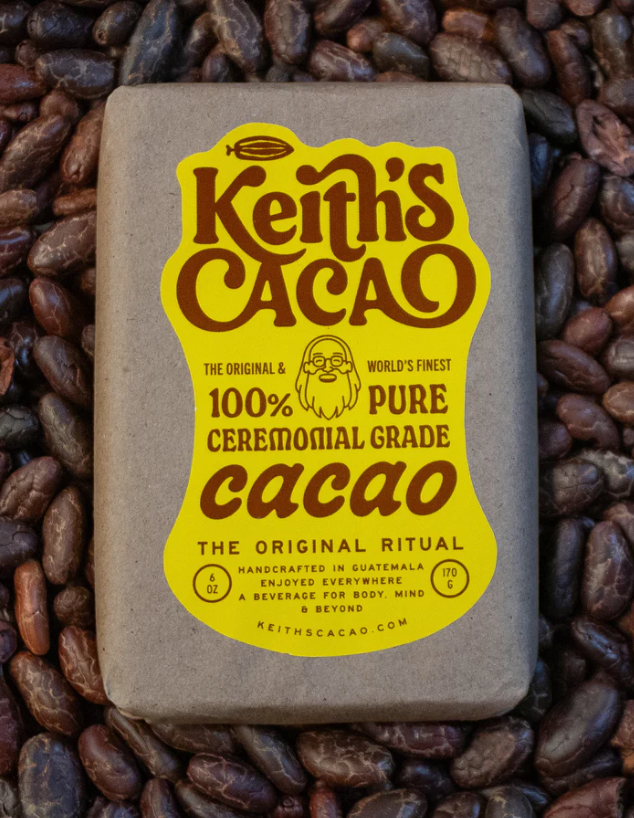 Keith's
CACAO
THE ORIGINAL & WORLD'S FINEST
100% PURE
CEREMONIAL GRADE
cacao
THE ORIGINAL RITUAL
6
OZ
HANDCRAFTED IN GUATEMALA
ENJOYED EVERYWHERE
A BEVERAGE FOR BODY, MIND
& BEYOND
170
G
KEITHSCACAO.COM